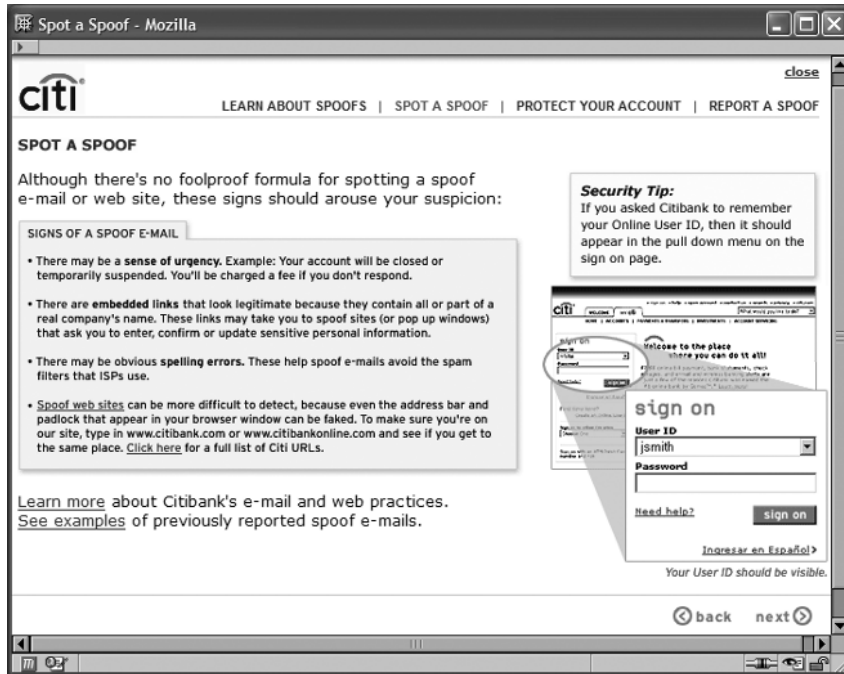 Spot a Spoof - Mozilla
close
citi®
LEARN ABOUT SPOOFS | SPOT A SPOOF | PROTECT YOUR ACCOUNT | REPORT A SPOOF
SPOT A SPOOF
Although there's no foolproof formula for spotting a spoof
e-mail or web site, these signs should arouse your suspicion:
SIGNS OF A SPOOF E-MAIL
• There may be a sense of urgency. Example: Your account will be closed or
temporarily suspended. You'll be charged a fee if you don't respond.
• There are embedded links that look legitimate because they contain all or part of a
real company's name. These links may take you to spoof sites (or pop up windows)
that ask you to enter, confirm or update sensitive personal information.
• There may be obvious spelling errors. These help spoof e-mails avoid the spam
filters that ISPs use.
• Spoof web sites can be more difficult to detect, because even the address bar and
padlock that appear in your browser window can be faked. To make sure you're on
our site, type in www.citibank.com or www.citibankonline.com and see if you get to
the same place. Click here for a full list of Citi URLs.
Learn more about Citibank's e-mail and web practices.
See examples of previously reported spoof e-mails.
Security Tip:
If you asked Citibank to remember
your Online User ID, then it should
appear in the pull down menu on the
sign on page.
citi
sign on
Welcome to the place
where you can do it all!
sign on
User ID
jsmith
Password
Need help?
sign on
Ingresar en Español>
Your User ID should be visible.
back next